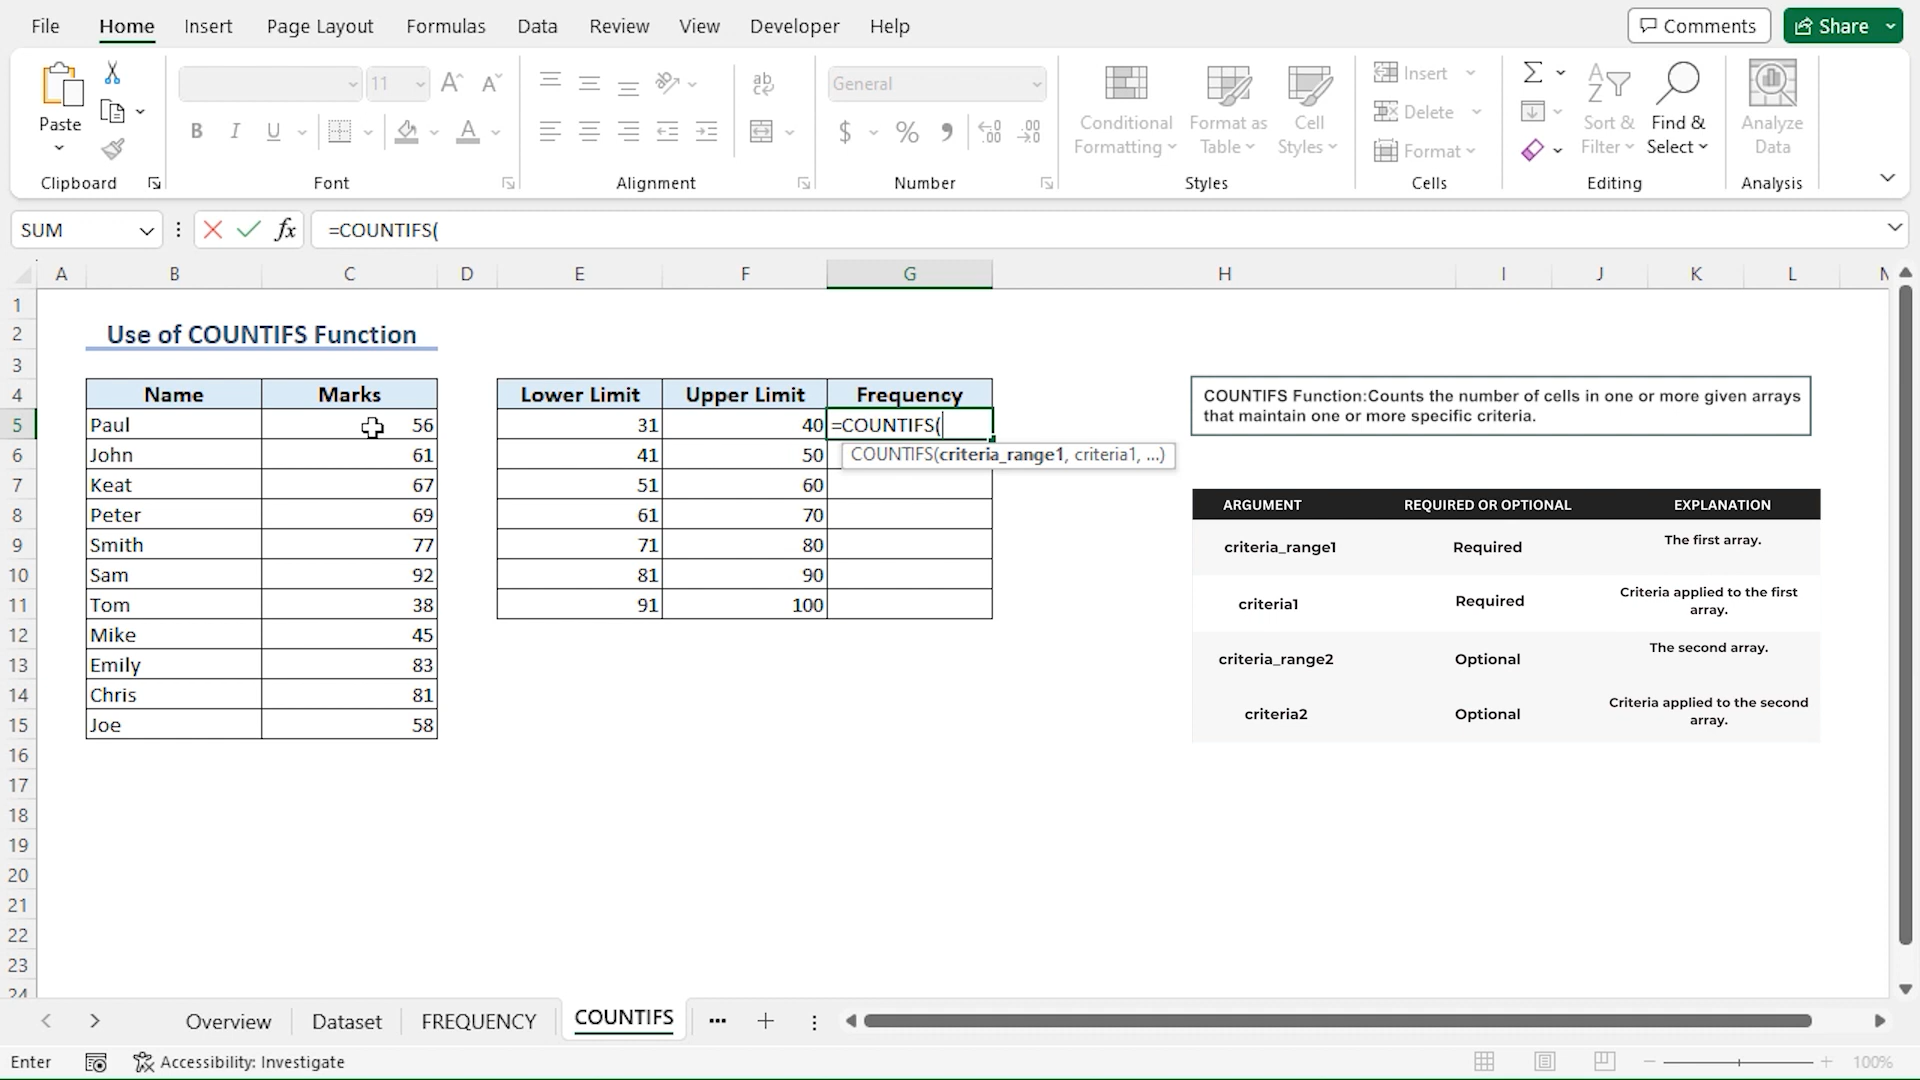 File Home Insert Page Layout Formulas Data Review View Developer Help Comments Share
Paste
11
General
Conditional Formatting
Format as Table
Cell Styles
Insert
Delete
Format
Sort & Filter
Find & Select
Analyze Data
Clipboard Font Alignment Number Styles Cells Editing Analysis
SUM fx =COUNTIFS(
A B C D E F G H I J K L M
1
2 Use of COUNTIFS Function
3
4 Name Marks Lower Limit Upper Limit Frequency
5 Paul 56 31 40 =COUNTIFS(
COUNTIFS(criteria_range1, criteria1, ...)
6 John 61 41 50
7 Keat 67 51 60
8 Peter 69 61 70
9 Smith 77 71 80
10 Sam 92 81 90
11 Tom 38 91 100
12 Mike 45
13 Emily 83
14 Chris 81
15 Joe 58
16
17
18
19
20
21
22
23
24
COUNTIFS Function:Counts the number of cells in one or more given arrays
that maintain one or more specific criteria.
ARGUMENT REQUIRED OR OPTIONAL EXPLANATION
criteria_range1 Required The first array.
criteria1 Required Criteria applied to the first
array.
criteria_range2 Optional The second array.
criteria2 Optional Criteria applied to the second
array.
Overview Dataset FREQUENCY COUNTIFS ...
Enter Accessibility: Investigate 100%